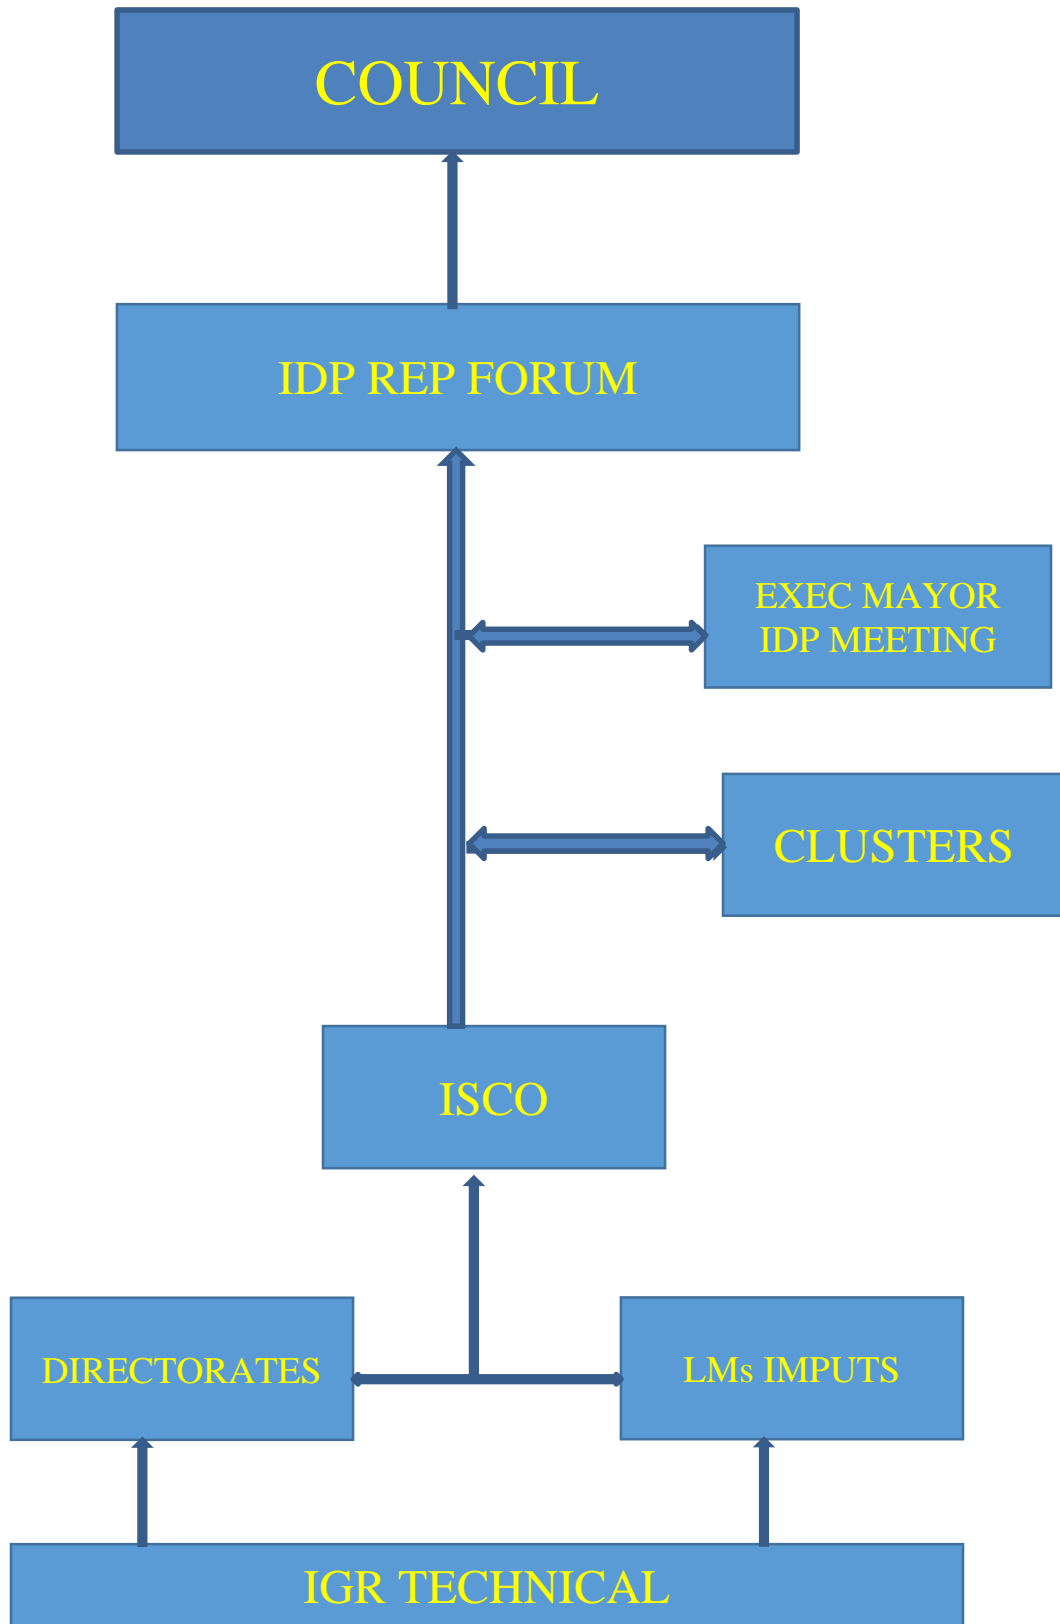 COUNCIL
IDP REP FORUM
EXEC MAYOR
IDP MEETING
CLUSTERS
ISCO
DIRECTORATES
LMs IMPUTS
IGR TECHNICAL